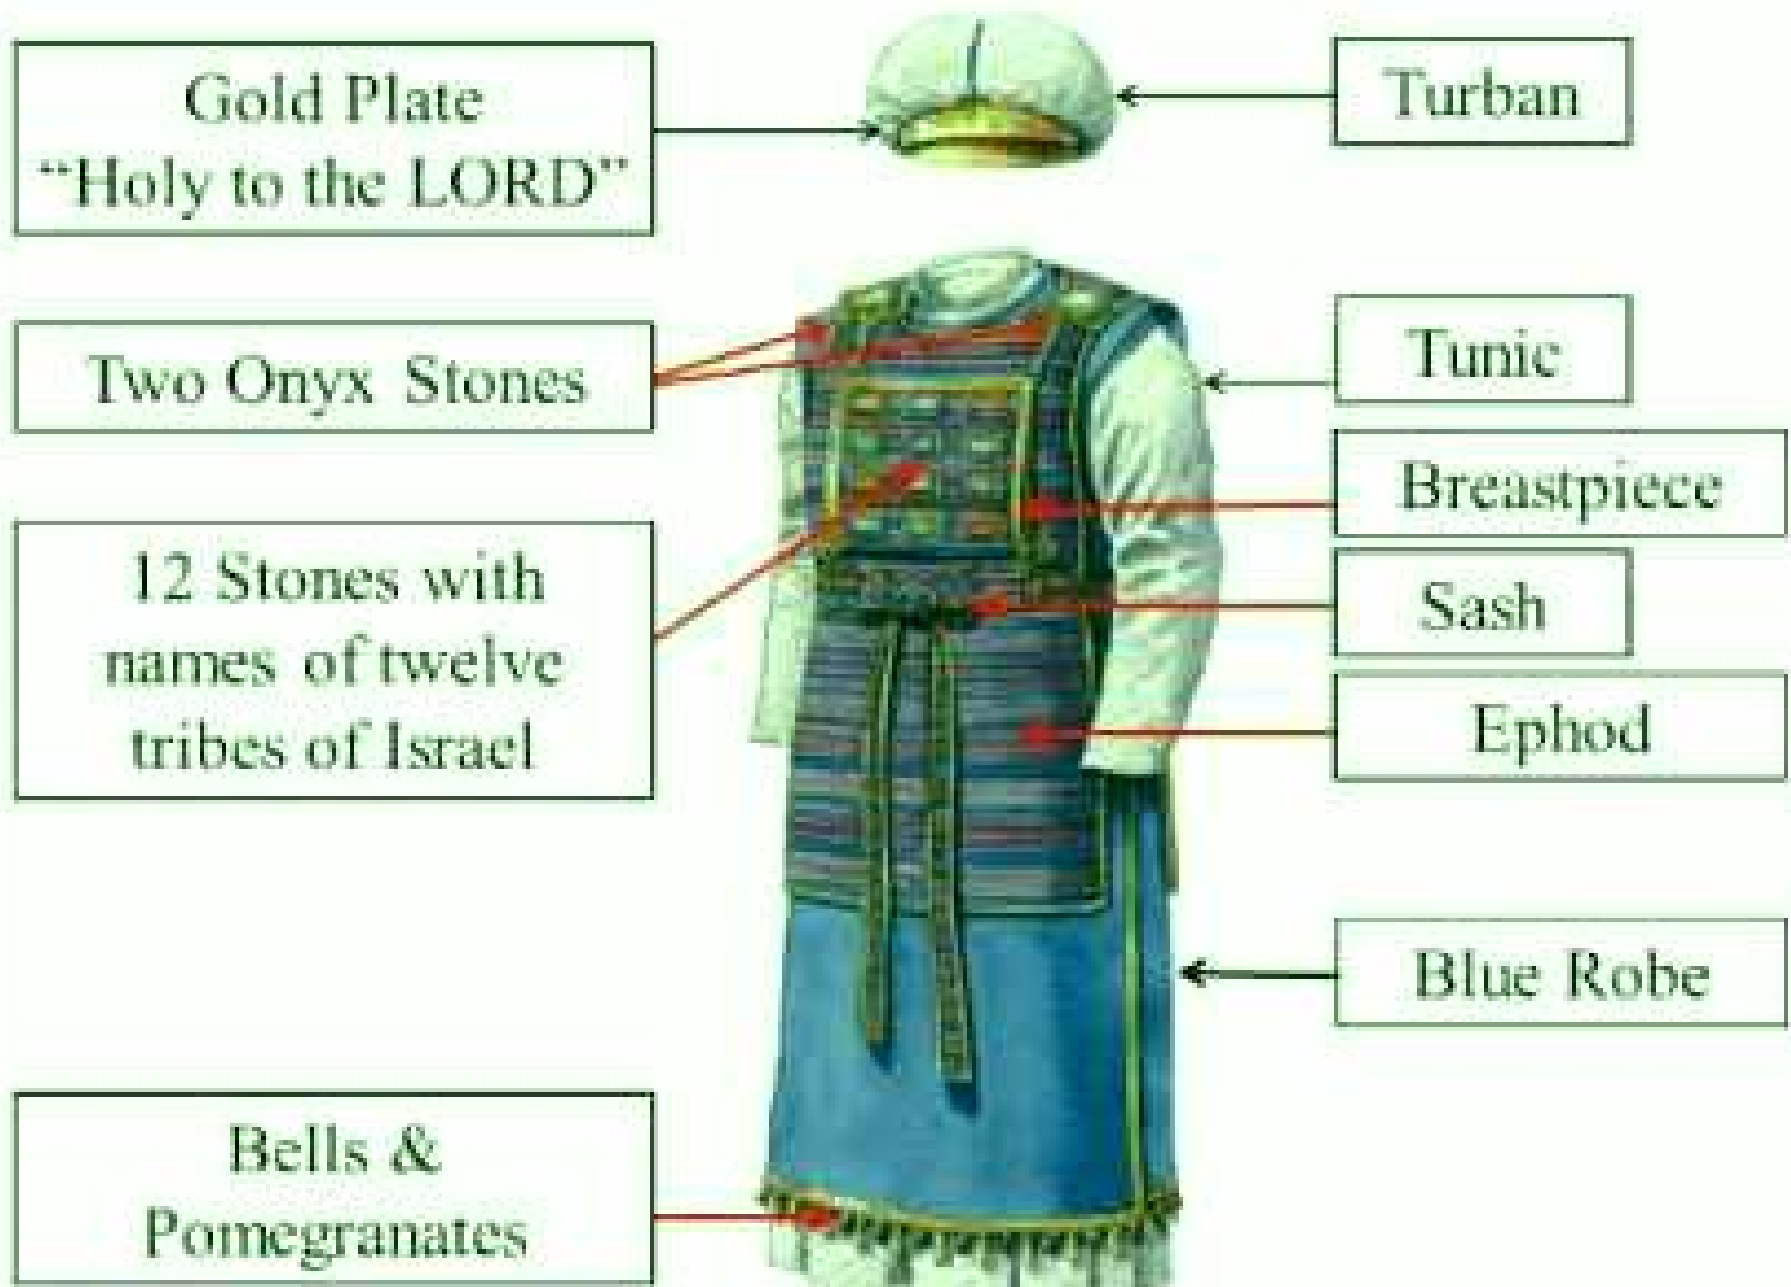 Gold Plate
“Holy to the LORD”
Turban
Two Onyx Stones
Tunic
Breastpiece
12 Stones with
names of twelve
tribes of Israel
Sash
Ephod
Blue Robe
Bells &
Pomegranates